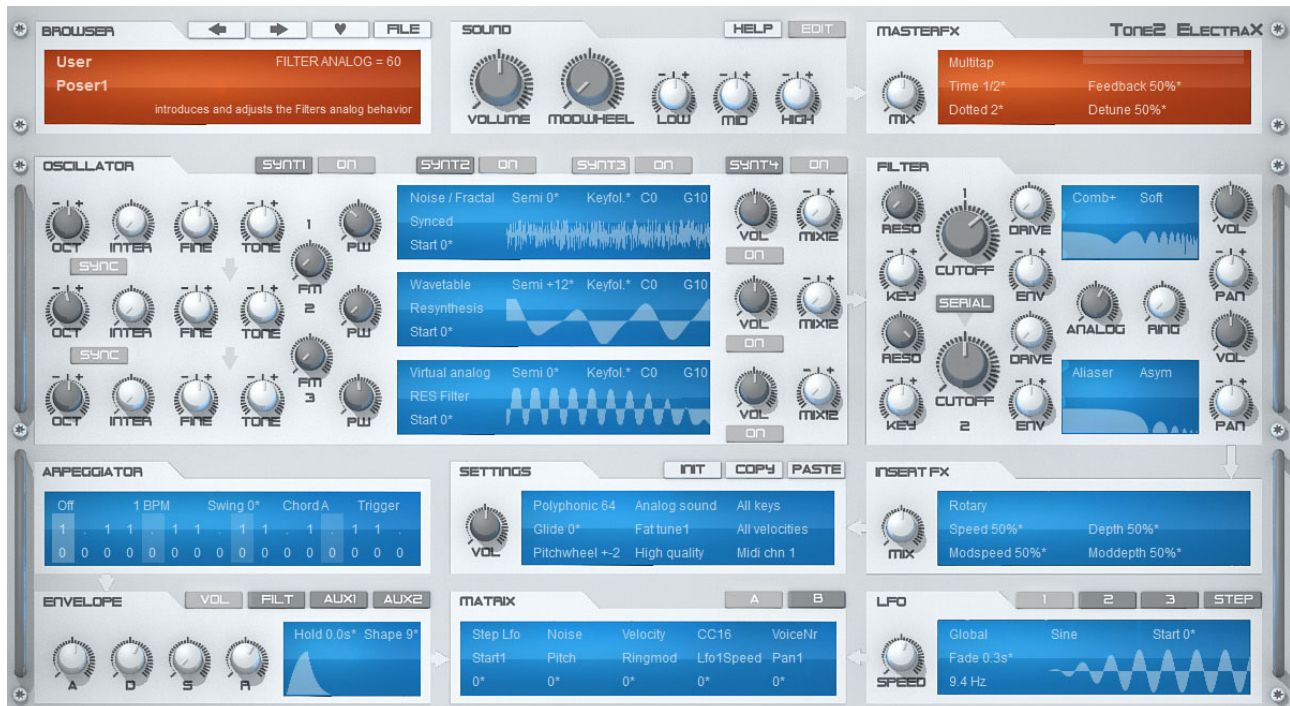 BROWSER
FILE
User FILTER ANALOG = 60
Poser1
introduces and adjusts the Filters analog behavior
SOUND
HELP EDIT
VOLUME MODWHEEL LOW MID HIGH
MASTERFX Tone2 ElectraX
MIX
Multitap
Time 1/2* Feedback 50%*
Dotted 2* Detune 50%*
OSCILLATOR
SYNT1 ON SYNT2 ON SYNT3 ON SYNT4 ON
OCT INTER FINE TONE 1 FM PW
SYNC
Noise / Fractal Semi 0* Keyfol.* C0 G10
Synced
Start 0*
VOL MIX12
ON
OCT INTER FINE TONE 2 PW
SYNC
Wavetable Semi +12* Keyfol.* C0 G10
Resynthesis
Start 0*
VOL MIX12
ON
OCT INTER FINE TONE FM 3 PW
Virtual analog Semi 0* Keyfol.* C0 G10
RES Filter
Start 0*
VOL MIX12
ON
FILTER
RESO 1 CUTOFF DRIVE
Comb+ Soft
VOL
KEY SERIAL ENV ANALOG RING PAN
RESO CUTOFF DRIVE
Aliaser Asym
VOL
KEY 2 ENV PAN
ARPEGGIATOR
Off 1 BPM Swing 0* Chord A Trigger
1 . 1 1 . 1 1 . 1 1 . 1 . 1 1 .
0 0 0 0 0 0 0 0 0 0 0 0 0 0 0 0
SETTINGS
INIT COPY PASTE
VOL
Polyphonic 64 Analog sound All keys
Glide 0* Fat tune1 All velocities
Pitchwheel +-2 High quality Midi chn 1
INSERT FX
MIX
Rotary
Speed 50%* Depth 50%*
Modspeed 50%* Moddepth 50%*
ENVELOPE
VOL FILT AUX1 AUX2
A D S R
Hold 0.0s* Shape 9*
MATRIX
A B
Step Lfo Noise Velocity CC16 VoiceNr
Start1 Pitch Ringmod Lfo1Speed Pan1
0* 0* 0* 0* 0*
LFO
1 2 3 STEP
SPEED
Global Sine Start 0*
Fade 0.3s*
9.4 Hz